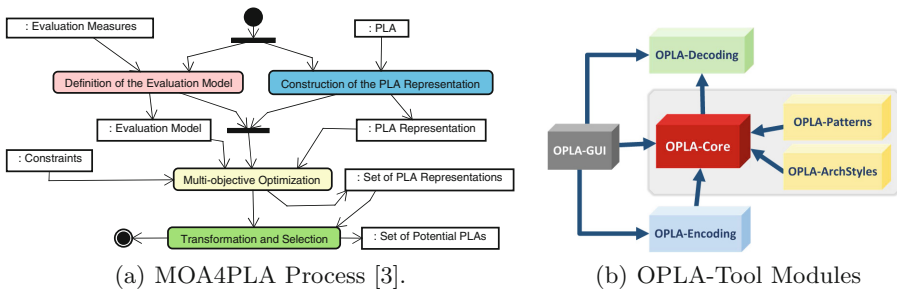 : Evaluation Measures
: PLA
Definition of the Evaluation Model
Construction of the PLA Representation
: Evaluation Model
: PLA Representation
: Constraints
Multi-objective Optimization
: Set of PLA Representations
Transformation and Selection
: Set of Potential PLAs
(a) MOA4PLA Process [3].
OPLA-Decoding
OPLA-Patterns
OPLA-GUI
OPLA-Core
OPLA-ArchStyles
OPLA-Encoding
(b) OPLA-Tool Modules